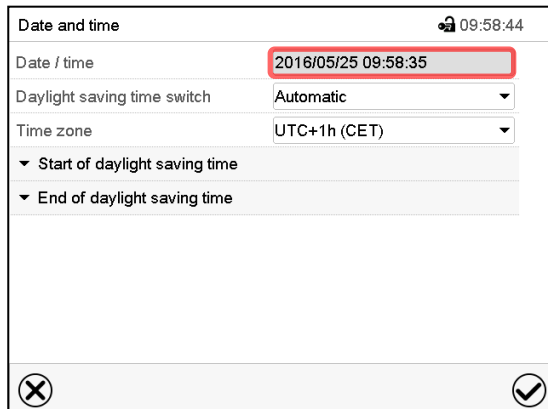 Date and time 09:58:44
Date / time 2016/05/25 09:58:35
Daylight saving time switch Automatic
Time zone UTC+1h (CET)
Start of daylight saving time
End of daylight saving time